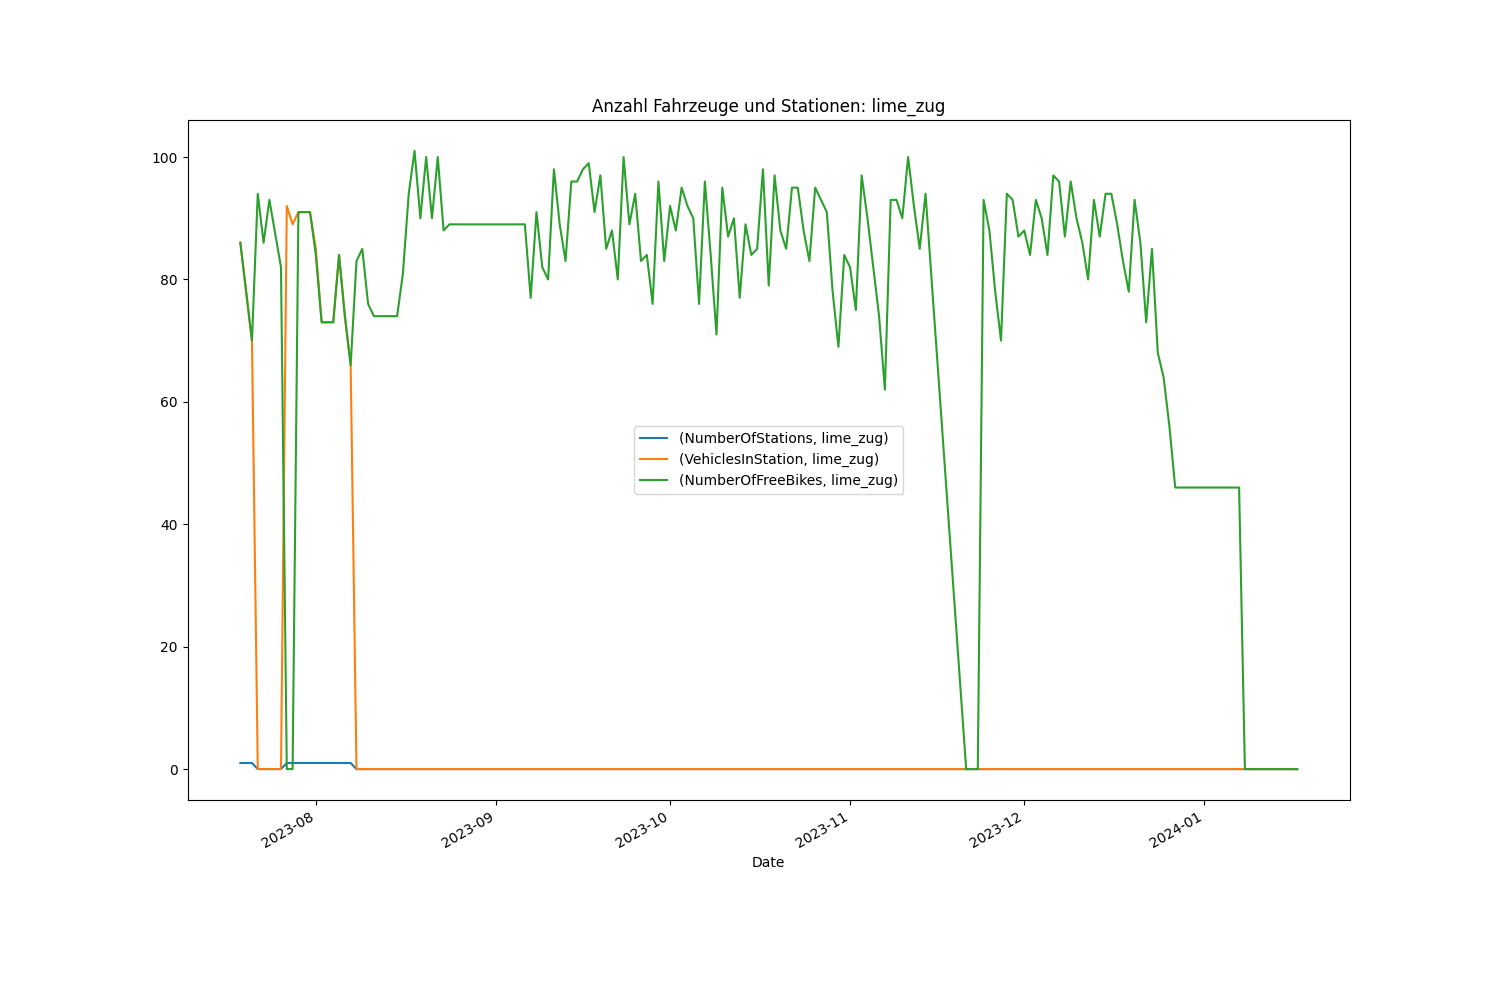 Anzahl Fahrzeuge und Stationen: lime_zug
100
80
60
40
20
0
(NumberOfStations, lime_zug)
(VehiclesInStation, lime_zug)
(NumberOfFreeBikes, lime_zug)
2023-08
2023-09
2023-10
2023-11
2023-12
2024-01
Date